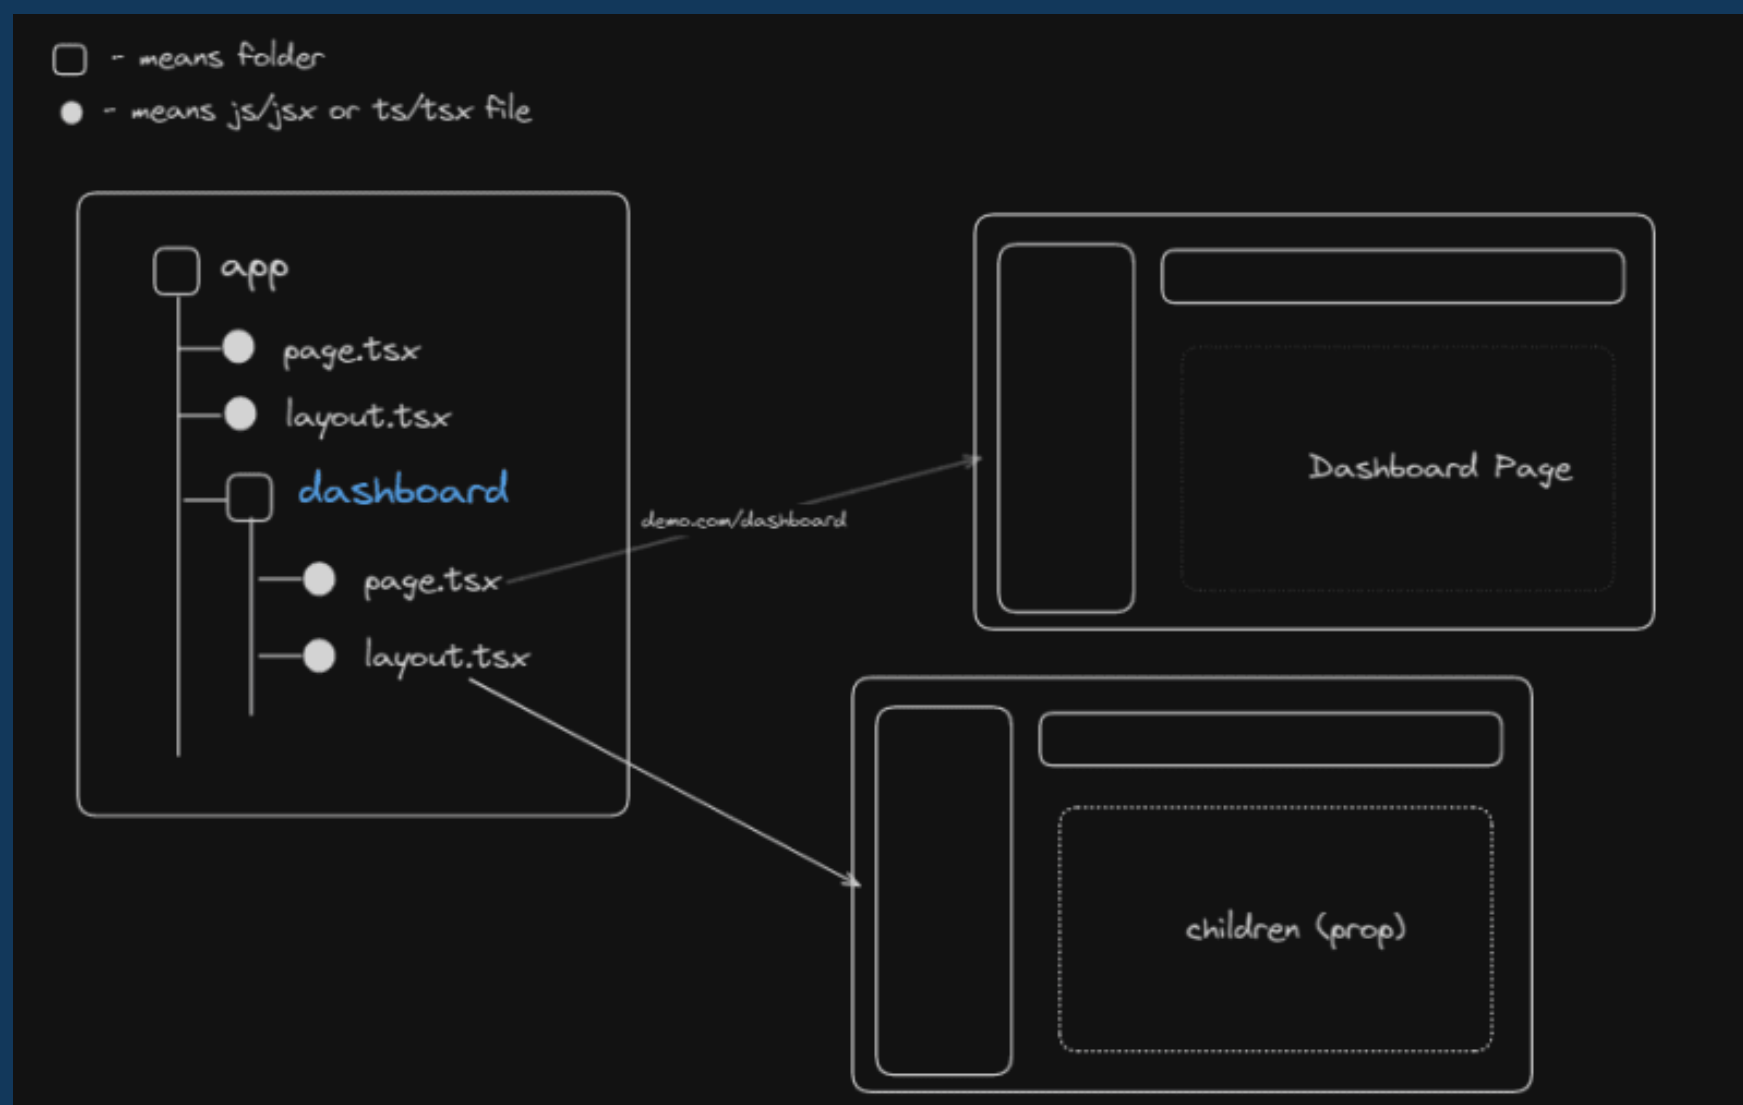 - means folder
- means js/jsx or ts/tsx file
app
page.tsx
layout.tsx
dashboard
page.tsx
layout.tsx
demo.com/dashboard
Dashboard Page
children (prop)